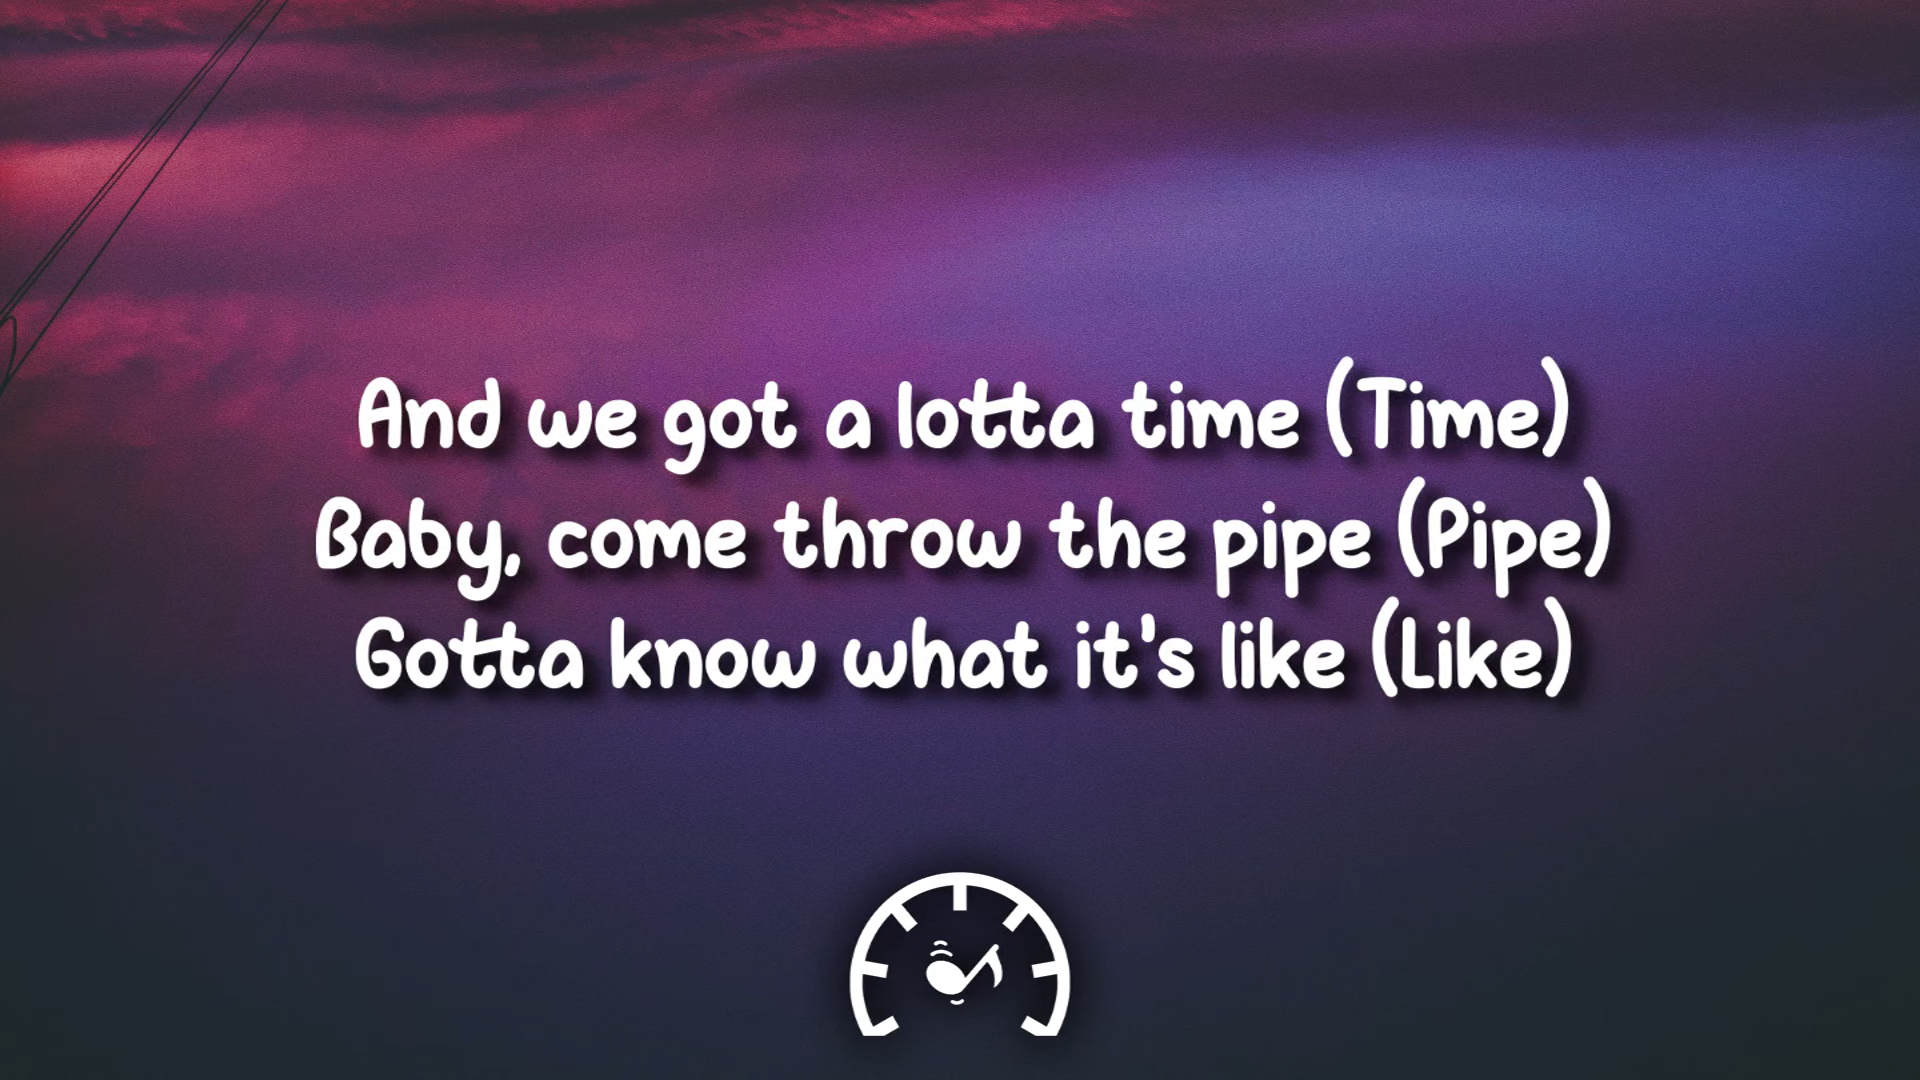 And we got a lotta time (Time)
Baby, come throw the pipe (Pipe)
Gotta know what it's like (Like)